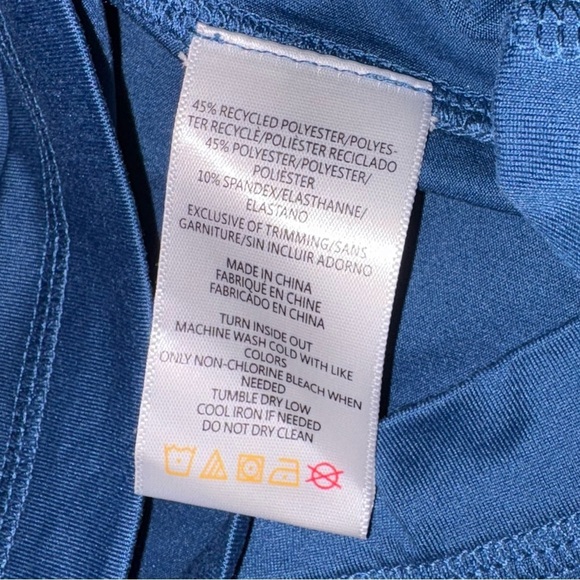 45% RECYCLED POLYESTER/POLYES-
TER RECYCLÉ/POLIÉSTER RECICLADO
45% POLYESTER/POLYESTER/
POLIÉSTER
10% SPANDEX/ELASTHANNE/
ELASTANO
EXCLUSIVE OF TRIMMING/SANS
GARNITURE/SIN INCLUIR ADORNO
MADE IN CHINA
FABRIQUÉ EN CHINE
FABRICADO EN CHINA
TURN INSIDE OUT
MACHINE WASH COLD WITH LIKE
COLORS
ONLY NON-CHLORINE BLEACH WHEN
NEEDED
TUMBLE DRY LOW
COOL IRON IF NEEDED
DO NOT DRY CLEAN